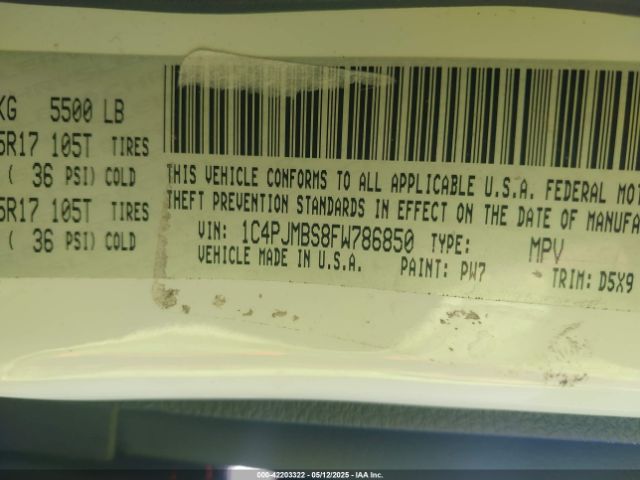 KG 5500 LB
5R17 105T TIRES
( 36 PSI) COLD
5R17 105T TIRES
( 36 PSI) COLD
THIS VEHICLE CONFORMS TO ALL APPLICABLE U.S.A. FEDERAL MOT
THEFT PREVENTION STANDARDS IN EFFECT ON THE DATE OF MANUFA
VIN: 1C4PJMBS8FW786850 TYPE: MPV
VEHICLE MADE IN U.S.A. PAINT: PW7 TRIM: D5X9
000-42203322 - 05/12/2025 - IAA Inc.